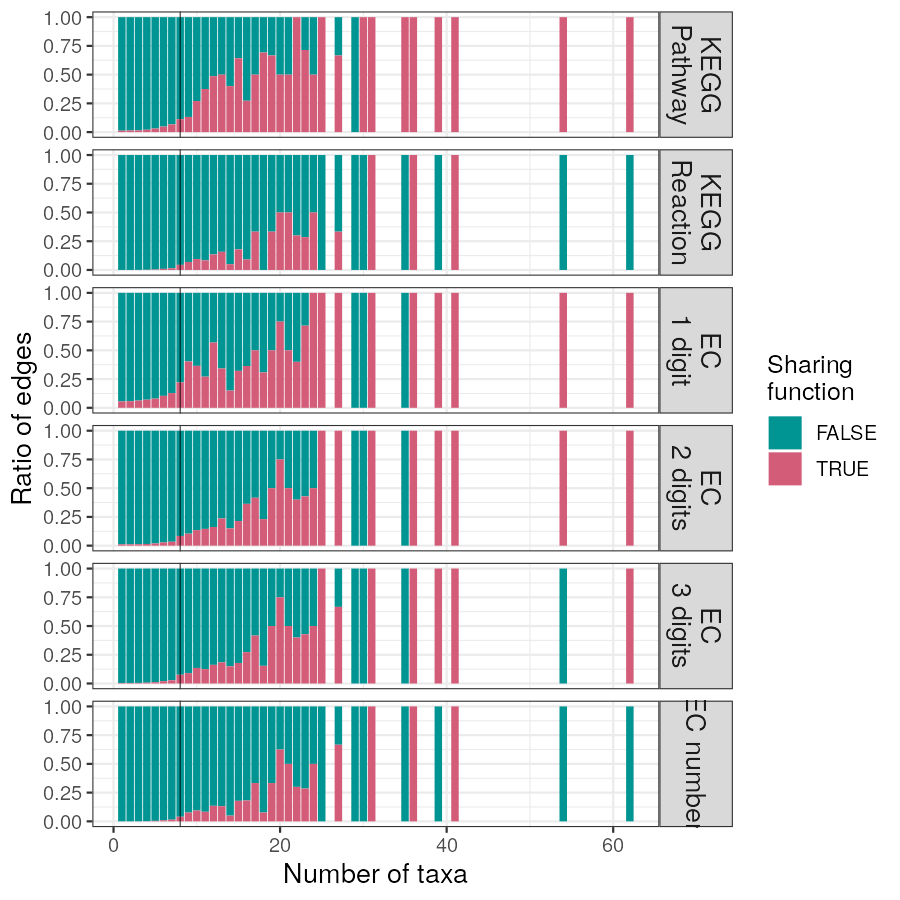 1.00
0.75
0.50
0.25
0.00
KEGG
Pathway
1.00
0.75
0.50
0.25
0.00
KEGG
Reaction
1.00
0.75
0.50
0.25
0.00
EC
1 digit
1.00
0.75
0.50
0.25
0.00
EC
2 digits
1.00
0.75
0.50
0.25
0.00
EC
3 digits
1.00
0.75
0.50
0.25
0.00
EC number
0 20 40 60
Number of taxa
Ratio of edges
Sharing
function
FALSE
TRUE